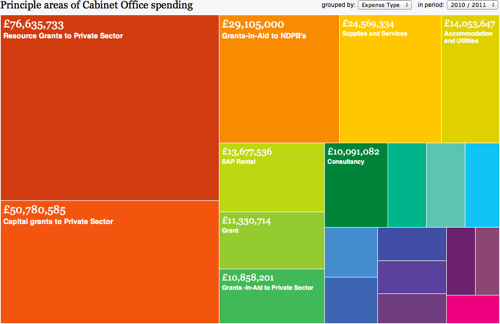 Principle areas of Cabinet Office spending
grouped by: Expense Type
in period: 2010 / 2011
£76,635,733
Resource Grants to Private Sector
£29,105,000
Grants-in-Aid to NDPB's
£24,569,334
Supplies and Services
£14,053,647
Accommodation
and Utilities
£13,677,536
SAP Rental
£10,091,082
Consultancy
£50,780,585
Capital grants to Private Sector
£11,330,714
Grant
£10,858,201
Grants -in-Aid to Private Sector